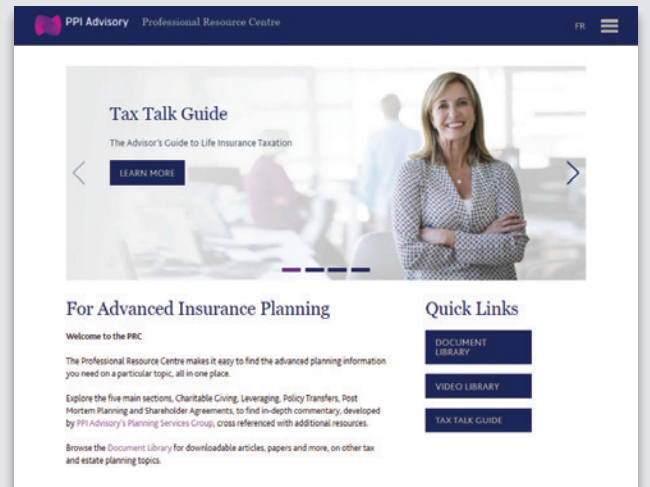 PPI Advisory Professional Resource Centre
FR
Tax Talk Guide
The Advisor's Guide to Life Insurance Taxation
LEARN MORE
For Advanced Insurance Planning
Welcome to the PRC
The Professional Resource Centre makes it easy to find the advanced planning information
you need on a particular topic, all in one place.
Explore the five main sections, Charitable Giving, Leveraging, Policy Transfers, Post
Mortem Planning and Shareholder Agreements, to find in-depth commentary, developed
by PPI Advisory's Planning Services Group, cross referenced with additional resources.
Browse the Document Library for downloadable articles, papers and more, on other tax
and estate planning topics.
Quick Links
DOCUMENT
LIBRARY
VIDEO LIBRARY
TAX TALK GUIDE